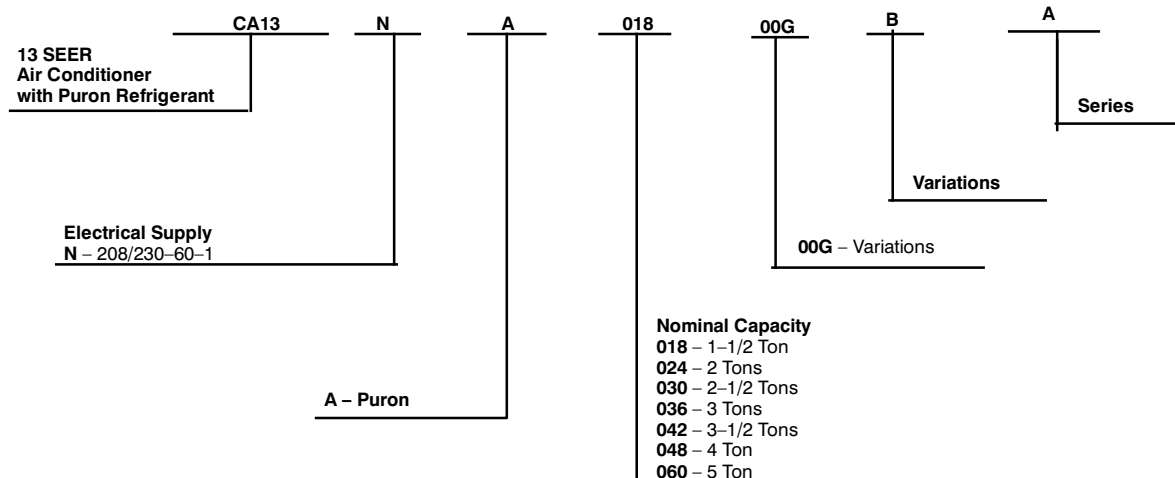 CA13 N A 018 00G B A
13 SEER
Air Conditioner
with Puron Refrigerant
Series
Variations
Electrical Supply
N – 208/230–60–1
00G – Variations
Nominal Capacity
018 – 1–1/2 Ton
024 – 2 Tons
030 – 2–1/2 Tons
036 – 3 Tons
042 – 3–1/2 Tons
048 – 4 Ton
060 – 5 Ton
A – Puron